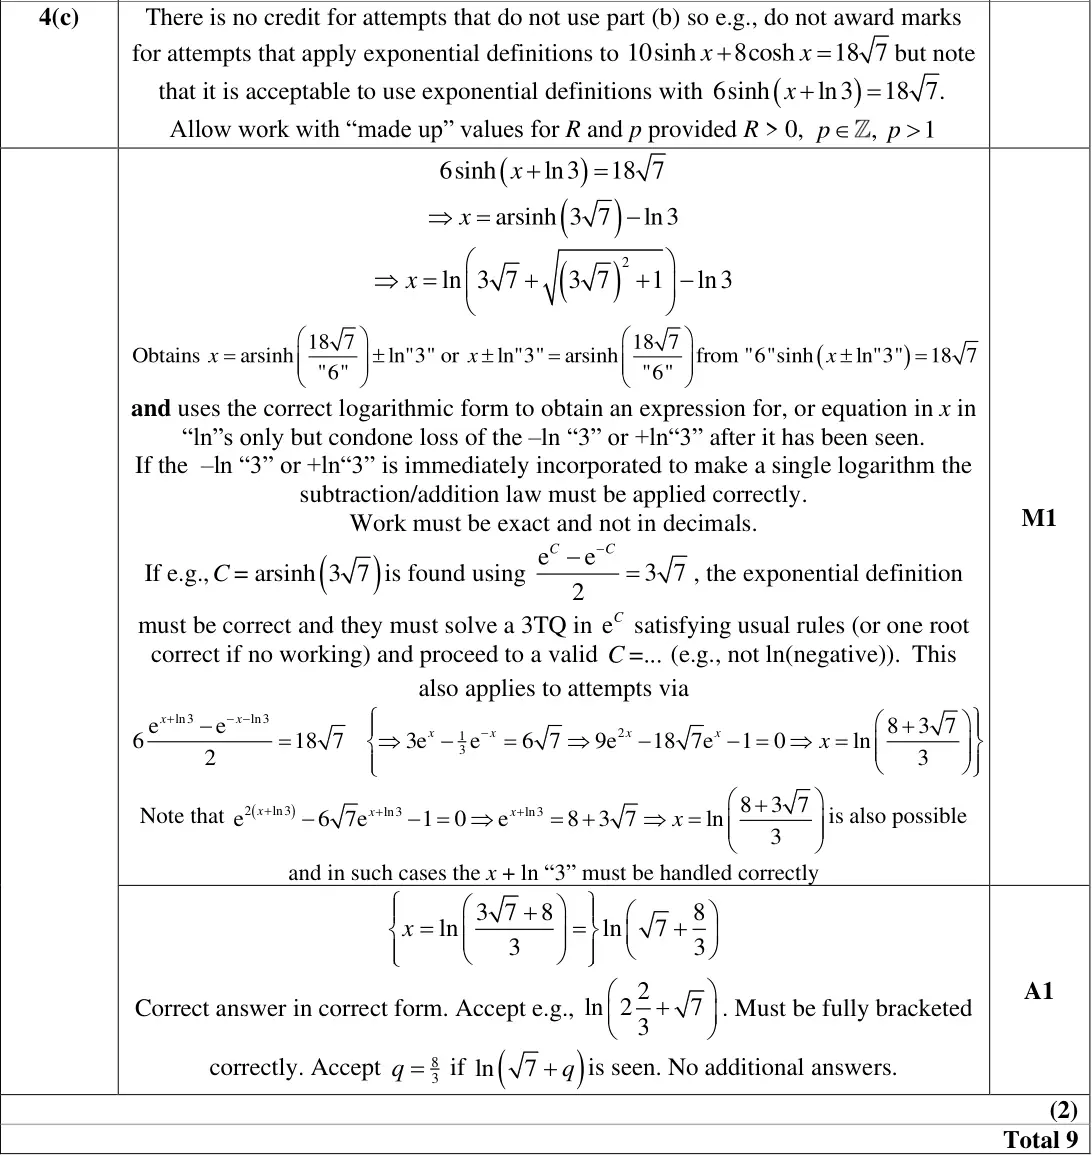 4(c) There is no credit for attempts that do not use part (b) so e.g., do not award marks
for attempts that apply exponential definitions to 10sinh x + 8cosh x = 18√7 but note
that it is acceptable to use exponential definitions with 6sinh(x + ln3) = 18√7.
Allow work with “made up” values for R and p provided R > 0, p ∈ ℤ, p > 1
6sinh(x + ln3) = 18√7
⇒ x = arsinh(3√7) − ln3
⇒ x = ln(3√7 + √((3√7)² + 1)) − ln3
Obtains x = arsinh(18√7/"6") ± ln"3" or x ± ln"3" = arsinh(18√7/"6") from "6"sinh(x ± ln"3") = 18√7
and uses the correct logarithmic form to obtain an expression for, or equation in x in
“ln”s only but condone loss of the –ln “3” or +ln“3” after it has been seen.
If the –ln “3” or +ln“3” is immediately incorporated to make a single logarithm the
subtraction/addition law must be applied correctly.
Work must be exact and not in decimals.
M1
If e.g., C = arsinh(3√7) is found using (e^C − e^−C)/2 = 3√7, the exponential definition
must be correct and they must solve a 3TQ in e^C satisfying usual rules (or one root
correct if no working) and proceed to a valid C =... (e.g., not ln(negative)). This
also applies to attempts via
6 (e^(x+ln3) − e^(−x−ln3))/2 = 18√7 {⇒ 3e^x − 1/3 e^−x = 6√7 ⇒ 9e^2x − 18√7e^x − 1 = 0 ⇒ x = ln((8 + 3√7)/3)}
Note that e^(2(x+ln3)) − 6√7e^(x+ln3) − 1 = 0 ⇒ e^(x+ln3) = 8 + 3√7 ⇒ x = ln((8 + 3√7)/3) is also possible
and in such cases the x + ln “3” must be handled correctly
{x = ln((3√7 + 8)/3) =} ln(√7 + 8/3)
Correct answer in correct form. Accept e.g., ln(2 2/3 + √7). Must be fully bracketed
correctly. Accept q = 8/3 if ln(√7 + q) is seen. No additional answers.
A1
(2)
Total 9